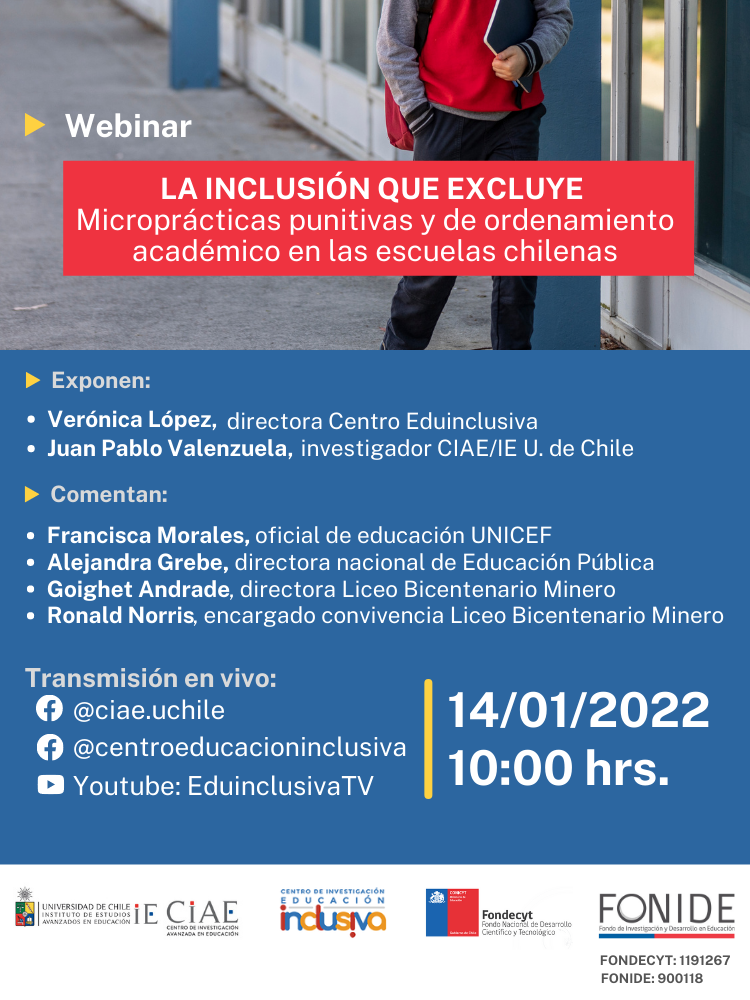 Webinar
LA INCLUSIÓN QUE EXCLUYE
Microprácticas punitivas y de ordenamiento
académico en las escuelas chilenas
Exponen:
• Verónica López, directora Centro Eduinclusiva
• Juan Pablo Valenzuela, investigador CIAE/IE U. de Chile
Comentan:
• Francisca Morales, oficial de educación UNICEF
• Alejandra Grebe, directora nacional de Educación Pública
• Goighet Andrade, directora Liceo Bicentenario Minero
• Ronald Norris, encargado convivencia Liceo Bicentenario Minero
Transmisión en vivo:
@ciae.uchile
@centroeducacioninclusiva
Youtube: EduinclusivaTV
14/01/2022
10:00 hrs.
UNIVERSIDAD DE CHILE
INSTITUTO DE ESTUDIOS
AVANZADOS EN EDUCACIÓN
iE
CiAE
CENTRO DE INVESTIGACIÓN
AVANZADA EN EDUCACIÓN
CENTRO DE INVESTIGACIÓN
EDUCACIÓN
inclusiva
CONICYT
Gobierno de Chile
Fondecyt
Fondo Nacional de Desarrollo
Científico y Tecnológico
FONIDE
Fondo de Investigación y Desarrollo en Educación
FONDECYT: 1191267
FONIDE: 900118